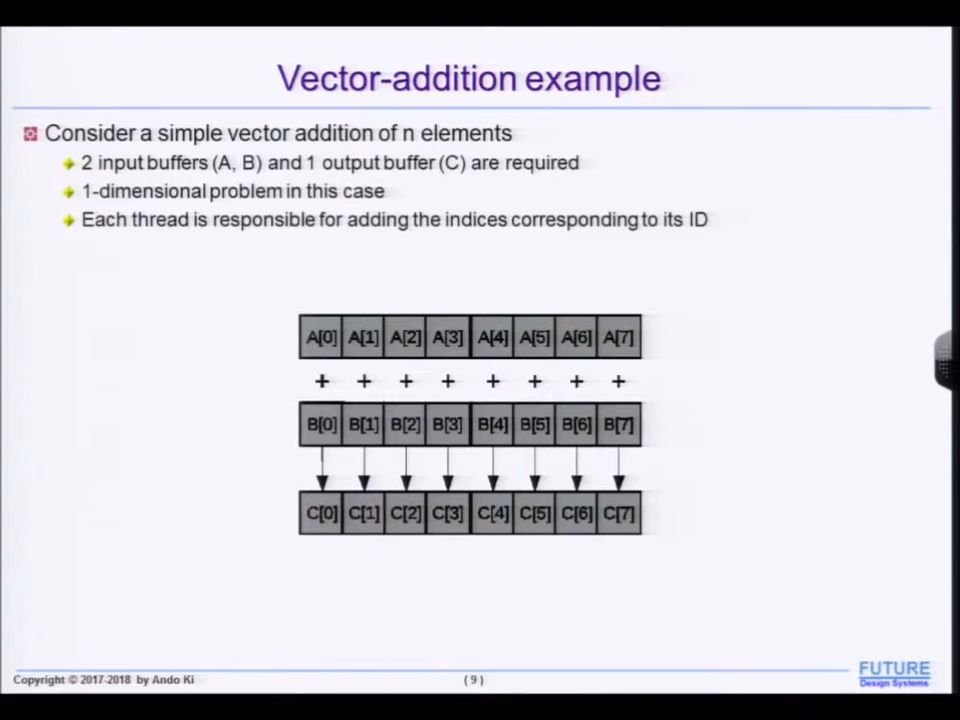 Vector-addition example
Consider a simple vector addition of n elements
2 input buffers (A, B) and 1 output buffer (C) are required
1-dimensional problem in this case
Each thread is responsible for adding the indices corresponding to its ID
A[0] A[1] A[2] A[3] A[4] A[5] A[6] A[7]
+ + + + + + + +
B[0] B[1] B[2] B[3] B[4] B[5] B[6] B[7]
C[0] C[1] C[2] C[3] C[4] C[5] C[6] C[7]
Copyright © 2017-2018 by Ando Ki
( 9 )
FUTURE
Design Systems